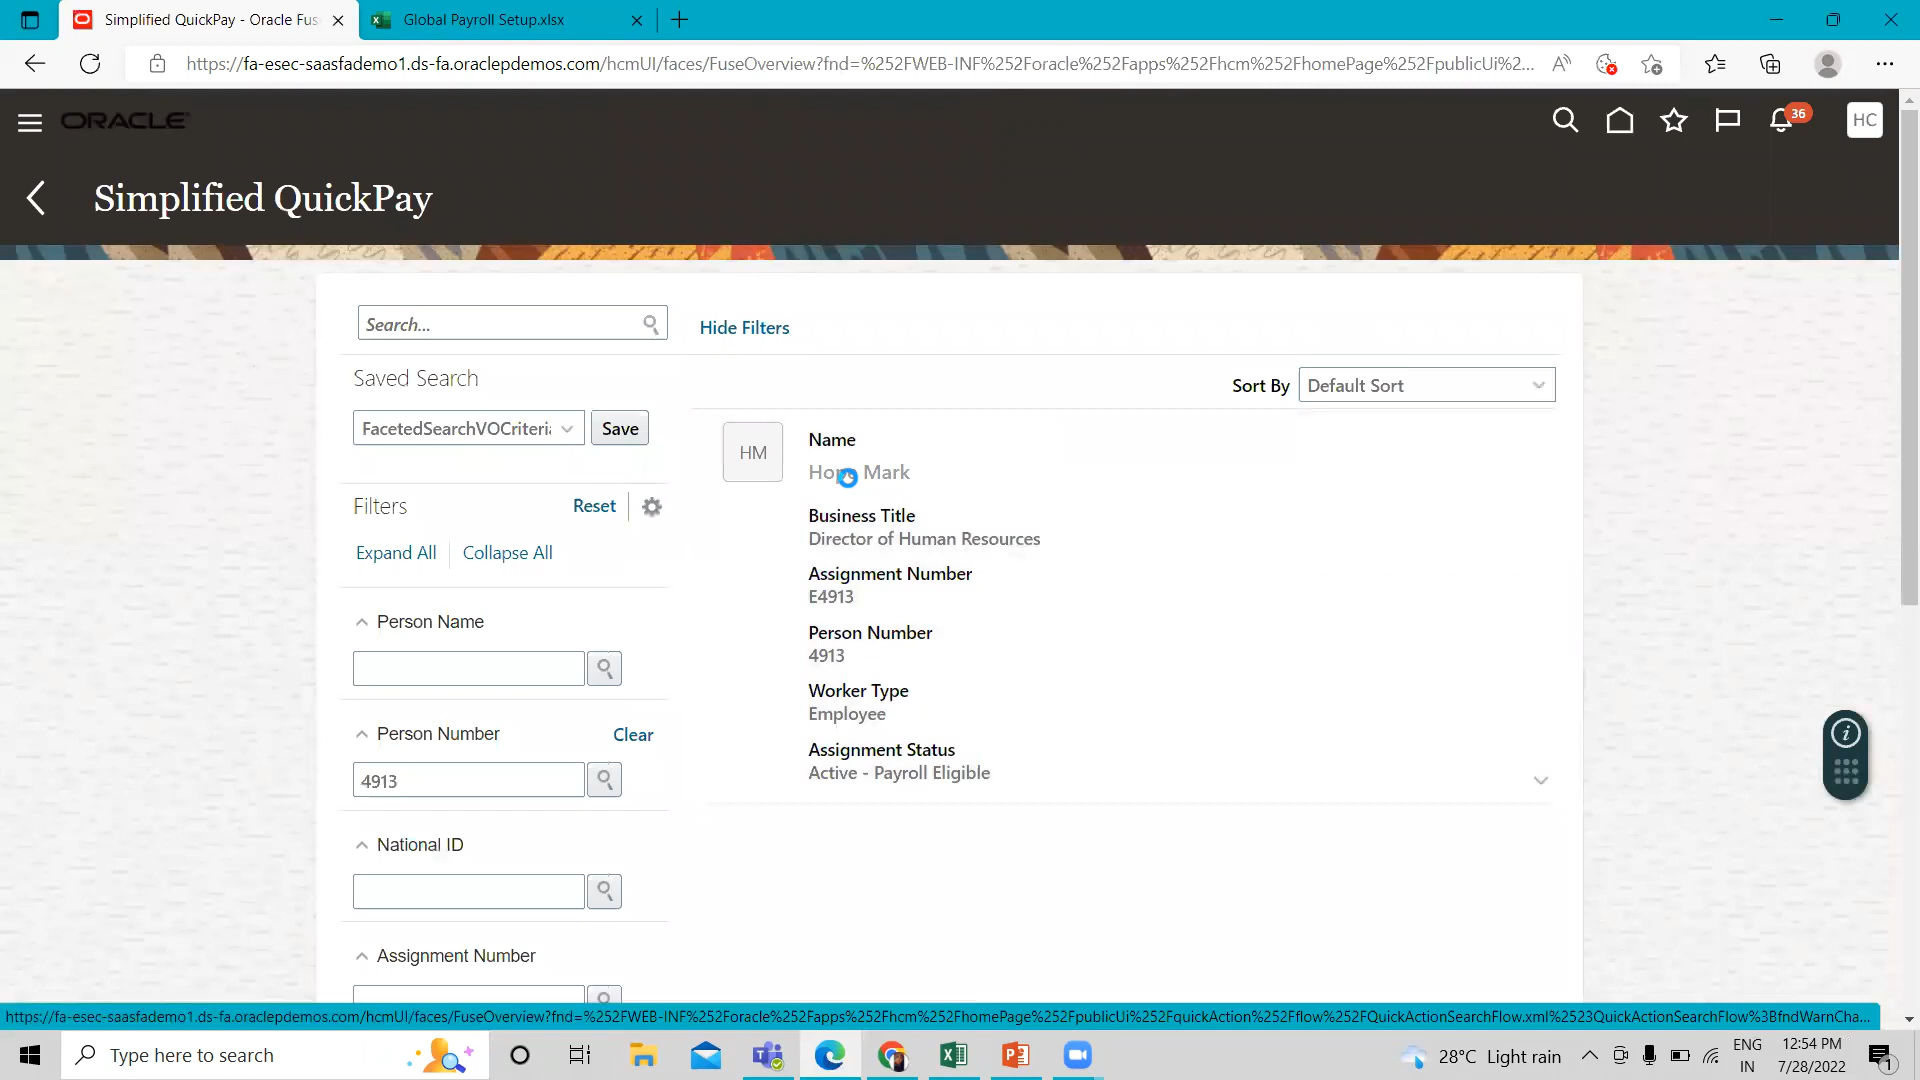 Simplified QuickPay - Oracle Fus
Global Payroll Setup.xlsx
https://fa-esec-saasfademo1.ds-fa.oraclepdemos.com/hcmUI/faces/FuseOverview?fnd=%252FWEB-INF%252Foracle%252Fapps%252Fhcm%252FhomePage%252FpublicUi%2...
ORACLE
36
HC
Simplified QuickPay
Search...
Hide Filters
Saved Search
Sort By Default Sort
FacetedSearchVOCriteria Save
HM
Name
Mark
Filters Reset
Business Title
Director of Human Resources
Expand All Collapse All
Assignment Number
E4913
Person Name
Person Number
4913
Worker Type
Employee
Person Number Clear
4913
Assignment Status
Active - Payroll Eligible
National ID
Assignment Number
https://fa-esec-saasfademo1.ds-fa.oraclepdemos.com/hcmUI/faces/FuseOverview?fnd=%252FWEB-INF%252Foracle%252Fapps%252Fhcm%252FhomePage%252FpublicUi%252FquickAction%252Fflow%252FQuickActionSearchFlow.xml%2523QuickActionSearchFlow%3BfndWarnCha...
Type here to search
28°C Light rain
ENG
IN
12:54 PM
7/28/2022
1